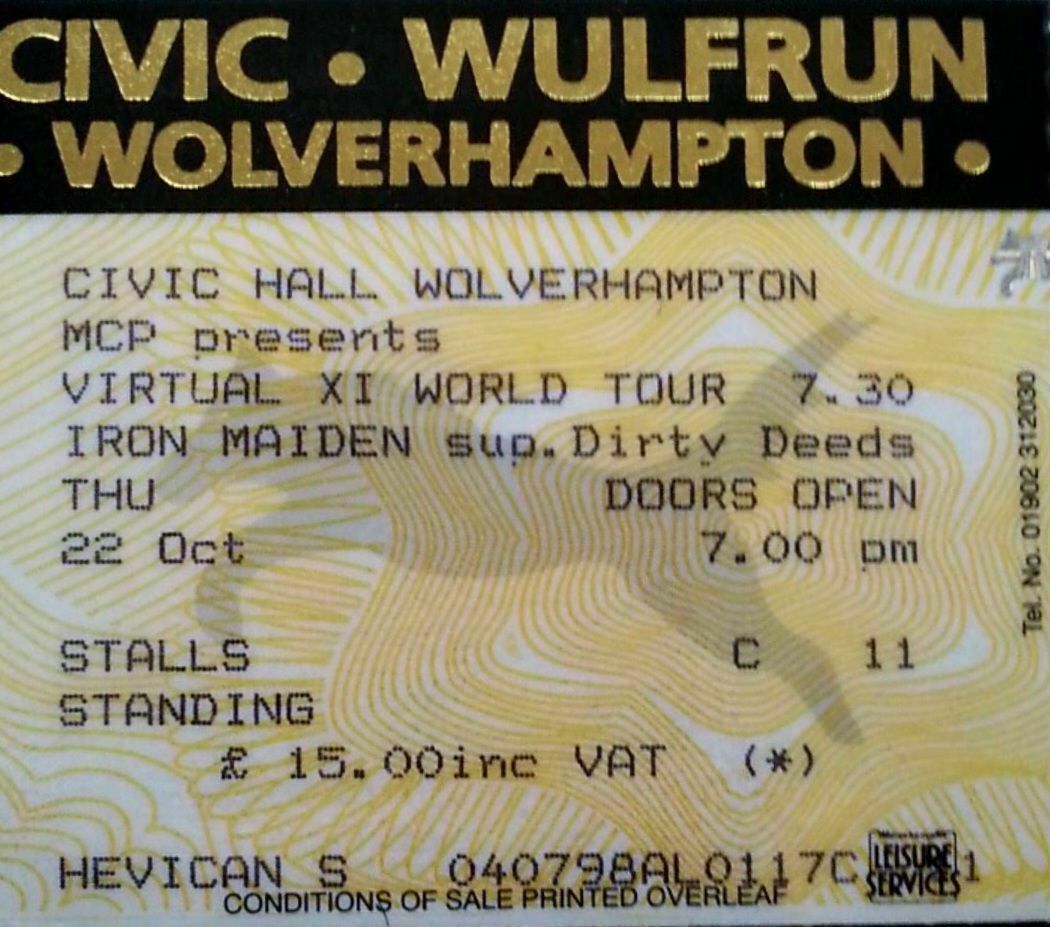 CIVIC • WULFRUN
• WOLVERHAMPTON •
CIVIC HALL WOLVERHAMPTON
MCP presents
VIRTUAL XI WORLD TOUR 7.30
IRON MAIDEN sup.Dirty Deeds
THU DOORS OPEN
22 Oct 7.00 pm
STALLS C 11
STANDING
£ 15.00inc VAT (*)
HEVICAN S 040798AL0117C 1
LEISURE SERVICES
CONDITIONS OF SALE PRINTED OVERLEAF
Tel. No. 01902 312030